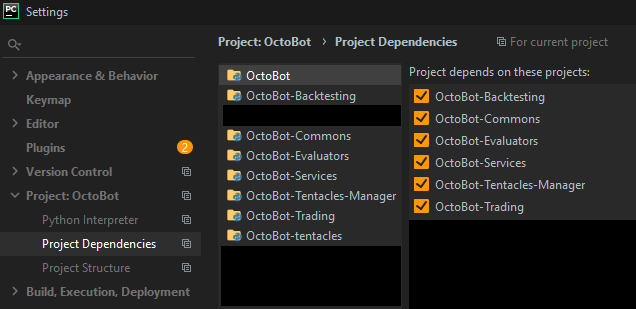 PC Settings
Project: OctoBot › Project Dependencies For current project
Appearance & Behavior
Keymap
Editor
Plugins 2
Version Control
Project: OctoBot
Python Interpreter
Project Dependencies
Project Structure
Build, Execution, Deployment
OctoBot
OctoBot-Backtesting
OctoBot-Commons
OctoBot-Evaluators
OctoBot-Services
OctoBot-Tentacles-Manager
OctoBot-Trading
OctoBot-tentacles
Project depends on these projects:
OctoBot-Backtesting
OctoBot-Commons
OctoBot-Evaluators
OctoBot-Services
OctoBot-Tentacles-Manager
OctoBot-Trading